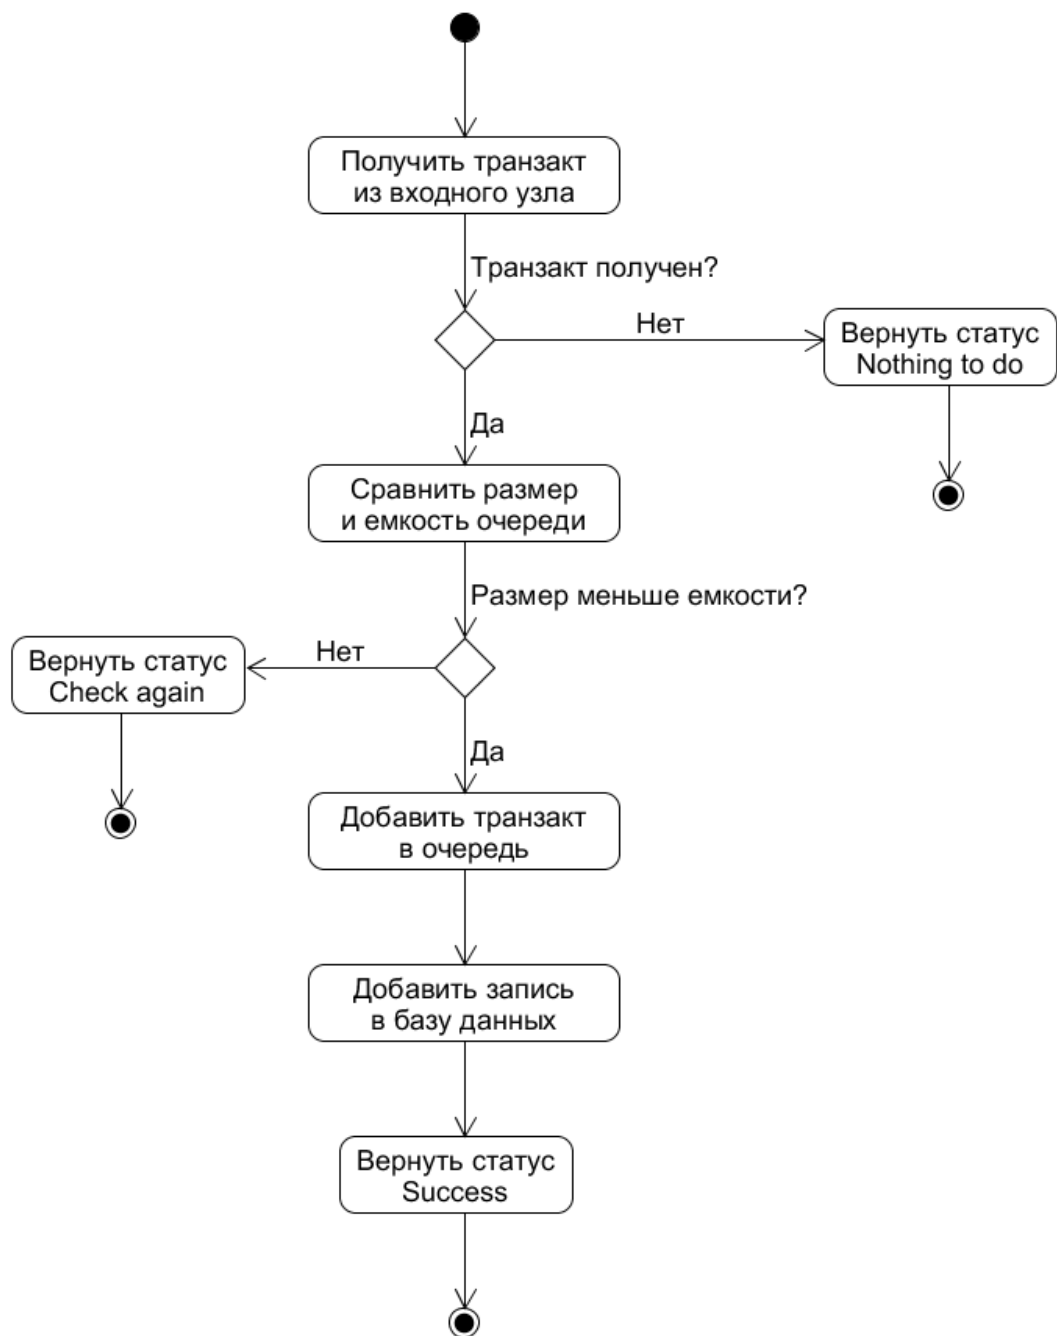 Получить транзакт
из входного узла
Транзакт получен?
Нет
Вернуть статус
Nothing to do
Да
Сравнить размер
и емкость очереди
Размер меньше емкости?
Нет
Вернуть статус
Check again
Да
Добавить транзакт
в очередь
Добавить запись
в базу данных
Вернуть статус
Success